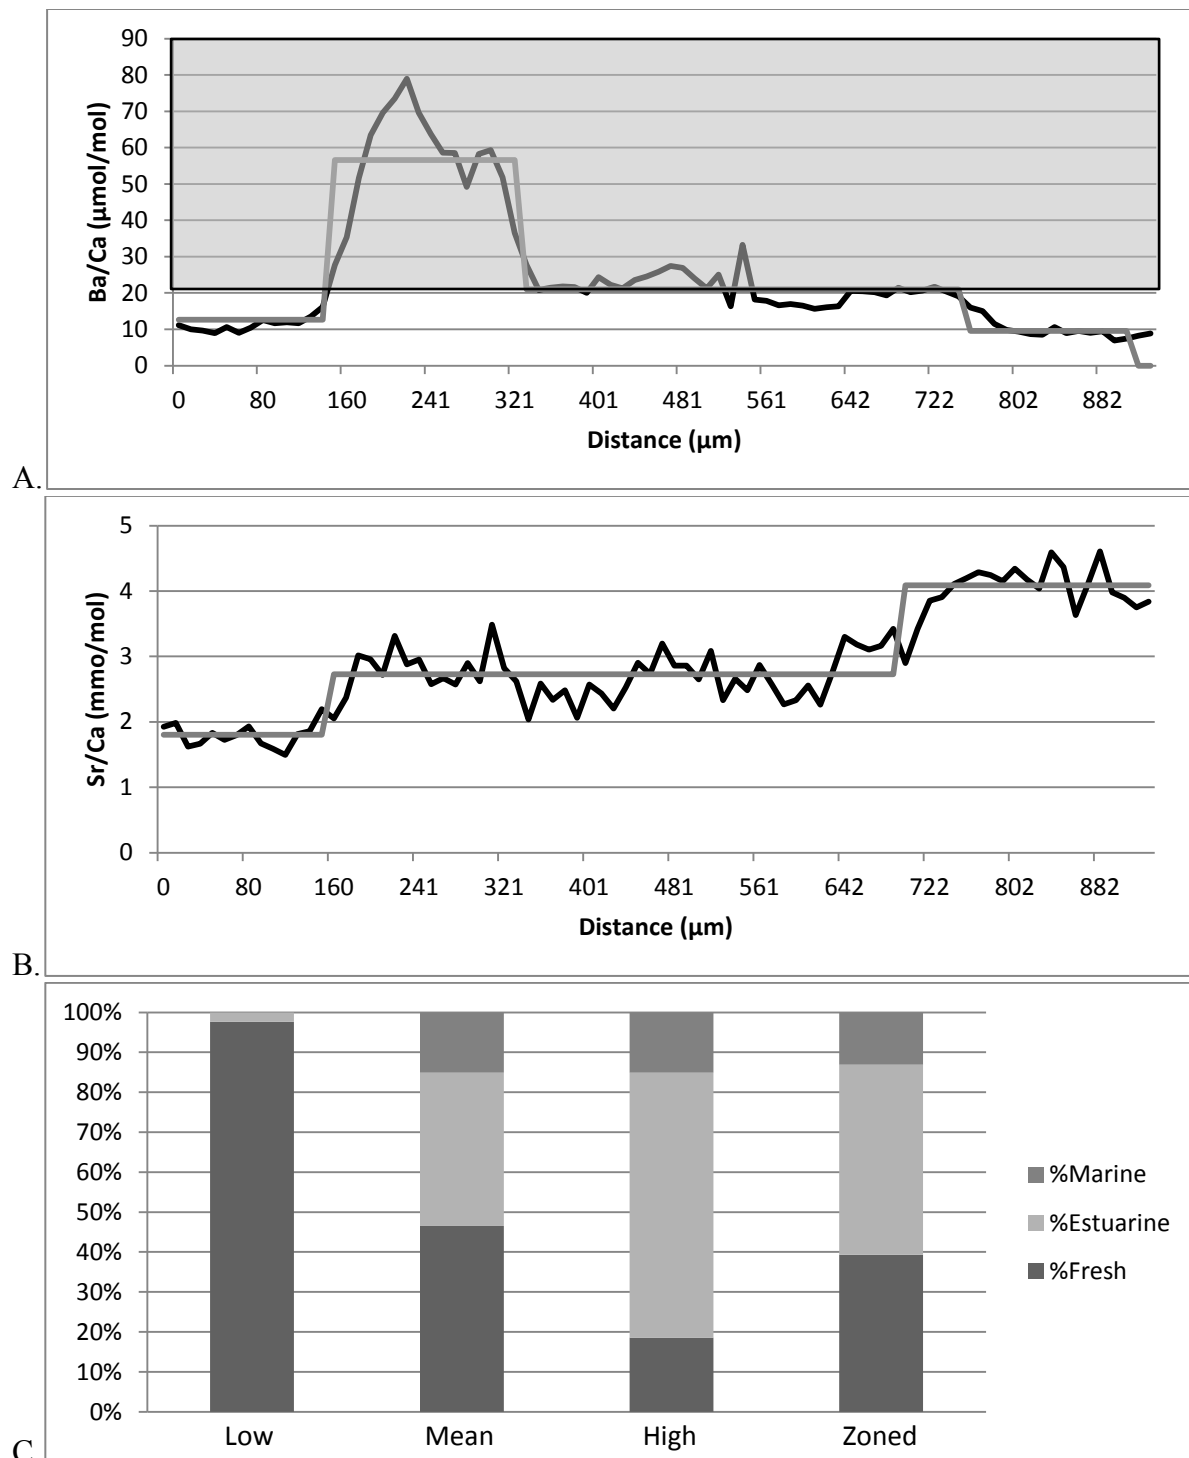 90
80
70
60
50
40
30
20
10
0
Ba/Ca (µmol/mol)
0 80 160 241 321 401 481 561 642 722 802 882
Distance (µm)
A.
5
4
3
2
1
0
Sr/Ca (mmo/mol)
0 80 160 241 321 401 481 561 642 722 802 882
Distance (µm)
B.
100%
90%
80%
70%
60%
50%
40%
30%
20%
10%
0%
Low Mean High Zoned
%Marine
%Estuarine
%Fresh
C